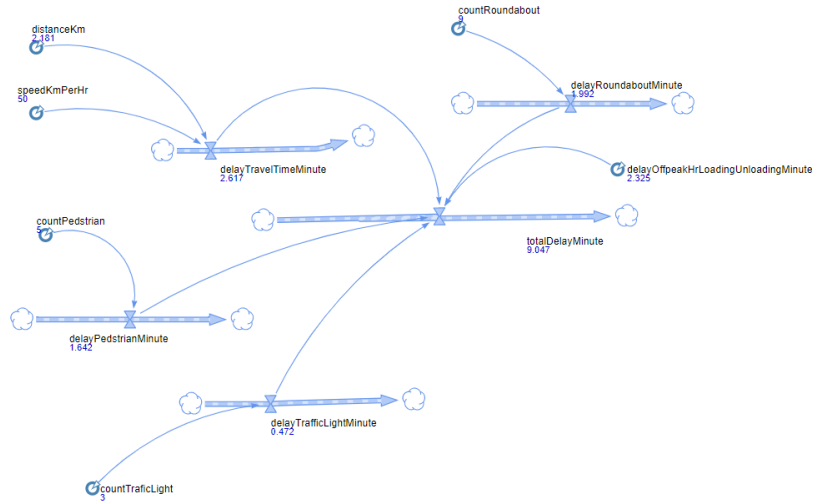 countRoundabout
9
distanceKm
2.181
speedKmPerHr
50
delayRoundaboutMinute
1.992
delayTravelTimeMinute
2.617
delayOffpeakHrLoadingUnloadingMinute
2.325
countPedstrian
5
totalDelayMinute
9.047
delayPedstrianMinute
1.642
delayTrafficLightMinute
0.472
countTraficLight
3